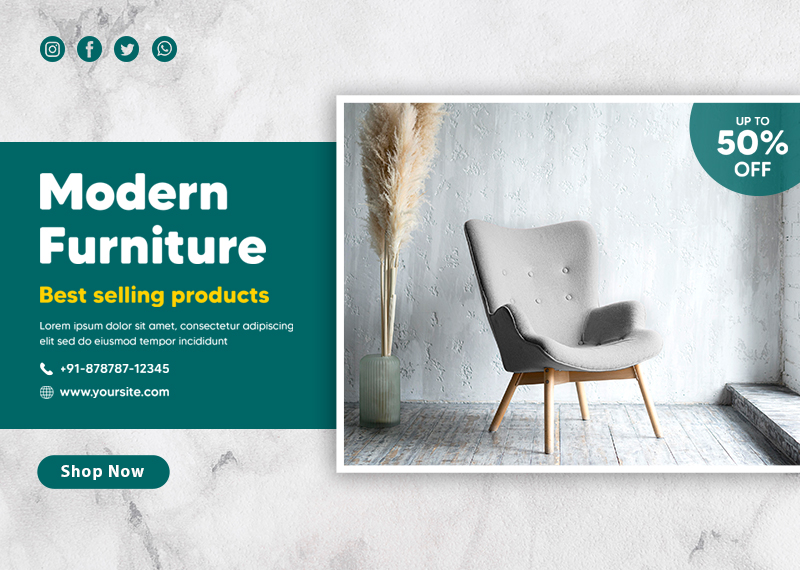 Modern
Furniture
Best selling products
Lorem ipsum dolor sit amet, consectetur adipiscing
elit sed do eiusmod tempor incididunt
+91-878787-12345
www.yoursite.com
Shop Now
UP TO
50%
OFF